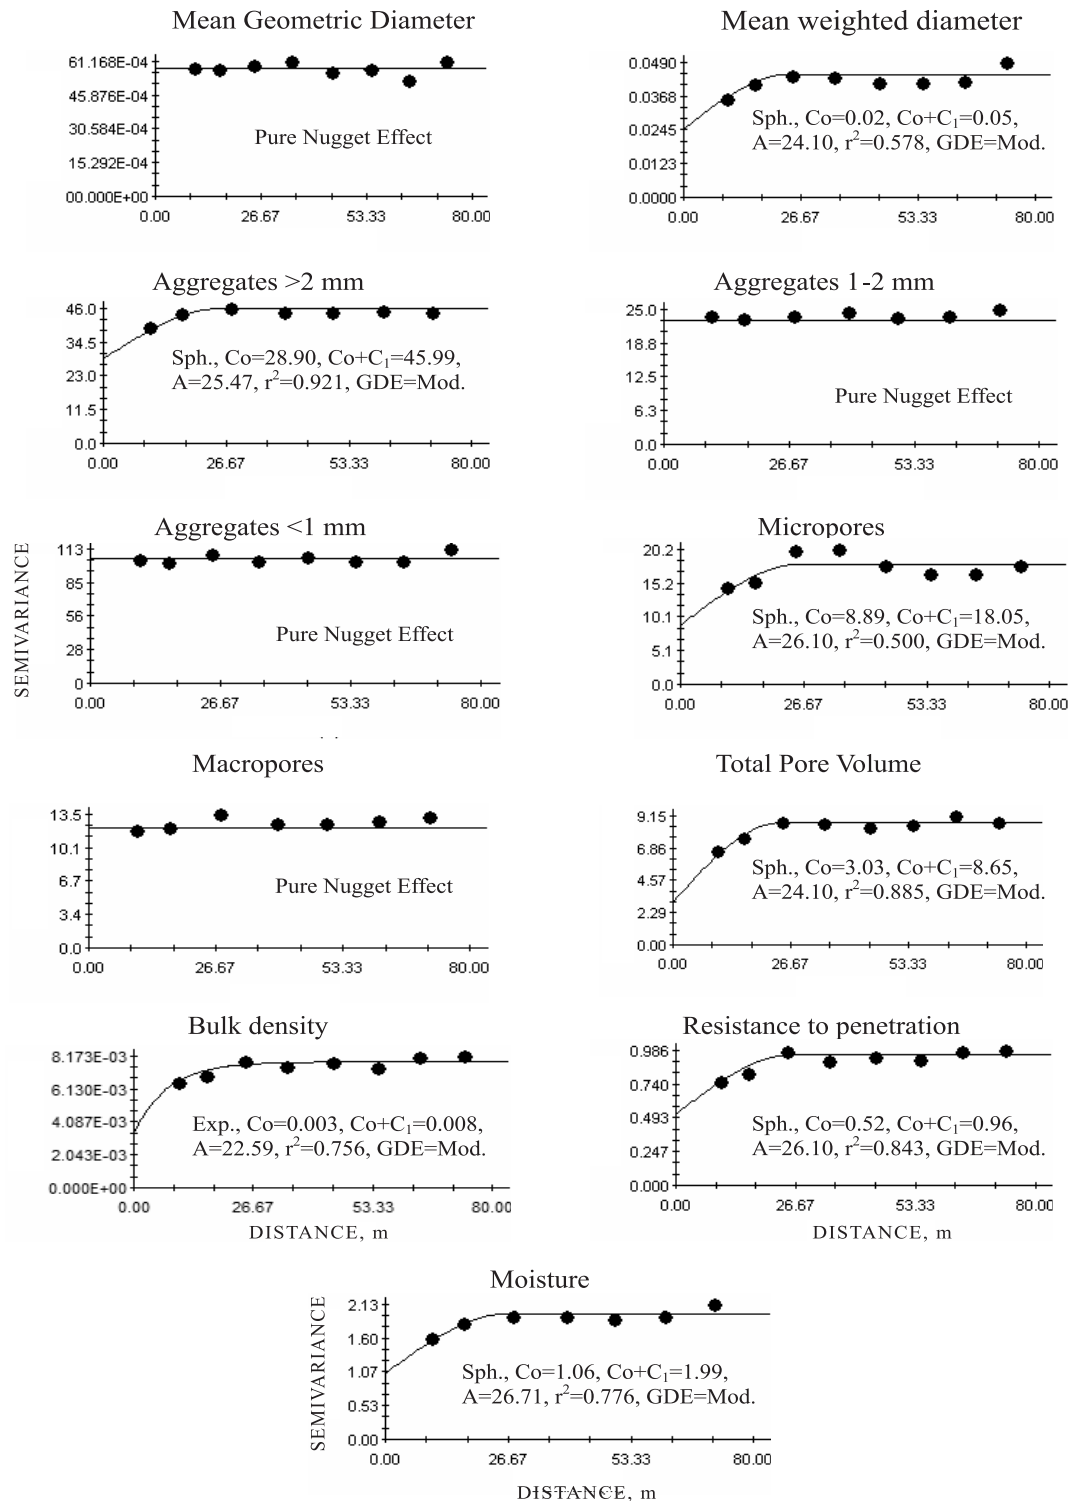 Mean Geometric Diameter
61.168E-04
45.876E-04
30.584E-04
15.292E-04
00.000E+00
Pure Nugget Effect
0.00 26.67 53.33 80.00
Mean weighted diameter
0.0490
0.0368
0.0245
0.0123
0.0000
Sph., Co=0.02, Co+C₁=0.05,
A=24.10, r²=0.578, GDE=Mod.
0.00 26.67 53.33 80.00
Aggregates >2 mm
46.0
34.5
23.0
11.5
0.0
Sph., Co=28.90, Co+C₁=45.99,
A=25.47, r²=0.921, GDE=Mod.
0.00 26.67 53.33 80.00
Aggregates 1-2 mm
25.0
18.8
12.5
6.3
0.0
Pure Nugget Effect
0.00 26.67 53.33 80.00
SEMIVARIANCE
Aggregates <1 mm
113
85
56
28
0
Pure Nugget Effect
0.00 26.67 53.33 80.00
Micropores
20.2
15.2
10.1
5.1
0.0
Sph., Co=8.89, Co+C₁=18.05,
A=26.10, r²=0.500, GDE=Mod.
0.00 26.67 53.33 80.00
Macropores
13.5
10.1
6.7
3.4
0.0
Pure Nugget Effect
0.00 26.67 53.33 80.00
Total Pore Volume
9.15
6.86
4.57
2.29
0.00
Sph., Co=3.03, Co+C₁=8.65,
A=24.10, r²=0.885, GDE=Mod.
0.00 26.67 53.33 80.00
Bulk density
8.173E-03
6.130E-03
4.087E-03
2.043E-03
0.000E+00
Exp., Co=0.003, Co+C₁=0.008,
A=22.59, r²=0.756, GDE=Mod.
0.00 26.67 53.33 80.00
DISTANCE, m
Resistance to penetration
0.986
0.740
0.493
0.247
0.000
Sph., Co=0.52, Co+C₁=0.96,
A=26.10, r²=0.843, GDE=Mod.
0.00 26.67 53.33 80.00
DISTANCE, m
Moisture
SEMIVARIANCE
2.13
1.60
1.07
0.53
0.00
Sph., Co=1.06, Co+C₁=1.99,
A=26.71, r²=0.776, GDE=Mod.
0.00 26.67 53.33 80.00
DISTANCE, m